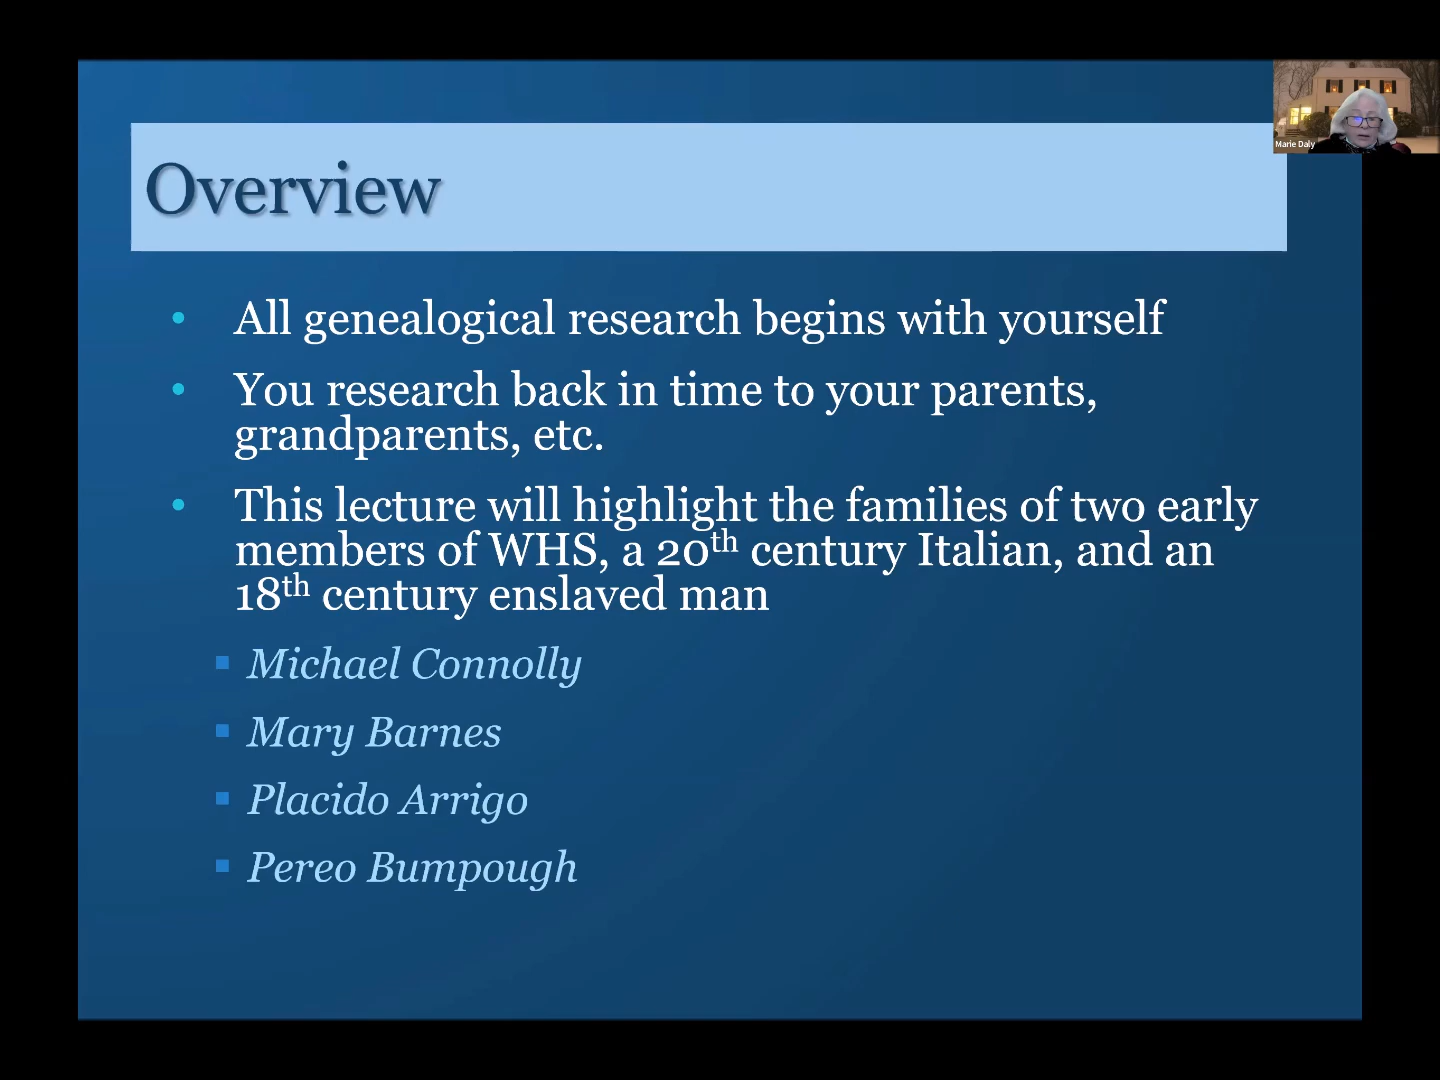 Overview
Marie Daly
• All genealogical research begins with yourself
• You research back in time to your parents,
grandparents, etc.
• This lecture will highlight the families of two early
members of WHS, a 20th century Italian, and an
18th century enslaved man
▪ Michael Connolly
▪ Mary Barnes
▪ Placido Arrigo
▪ Pereo Bumpough